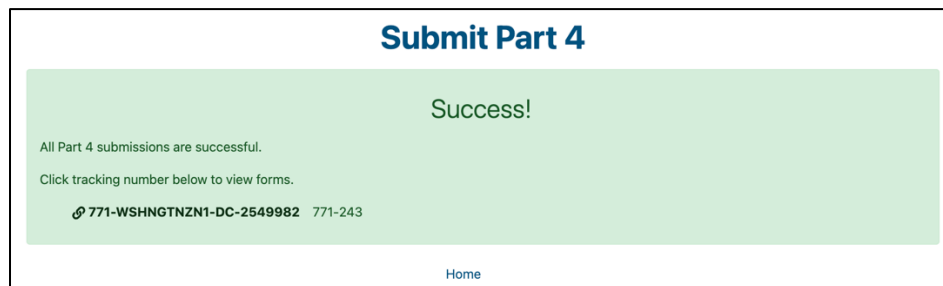 Submit Part 4
Success!
All Part 4 submissions are successful.
Click tracking number below to view forms.
771-WSHNGTNZN1-DC-2549982 771-243
Home